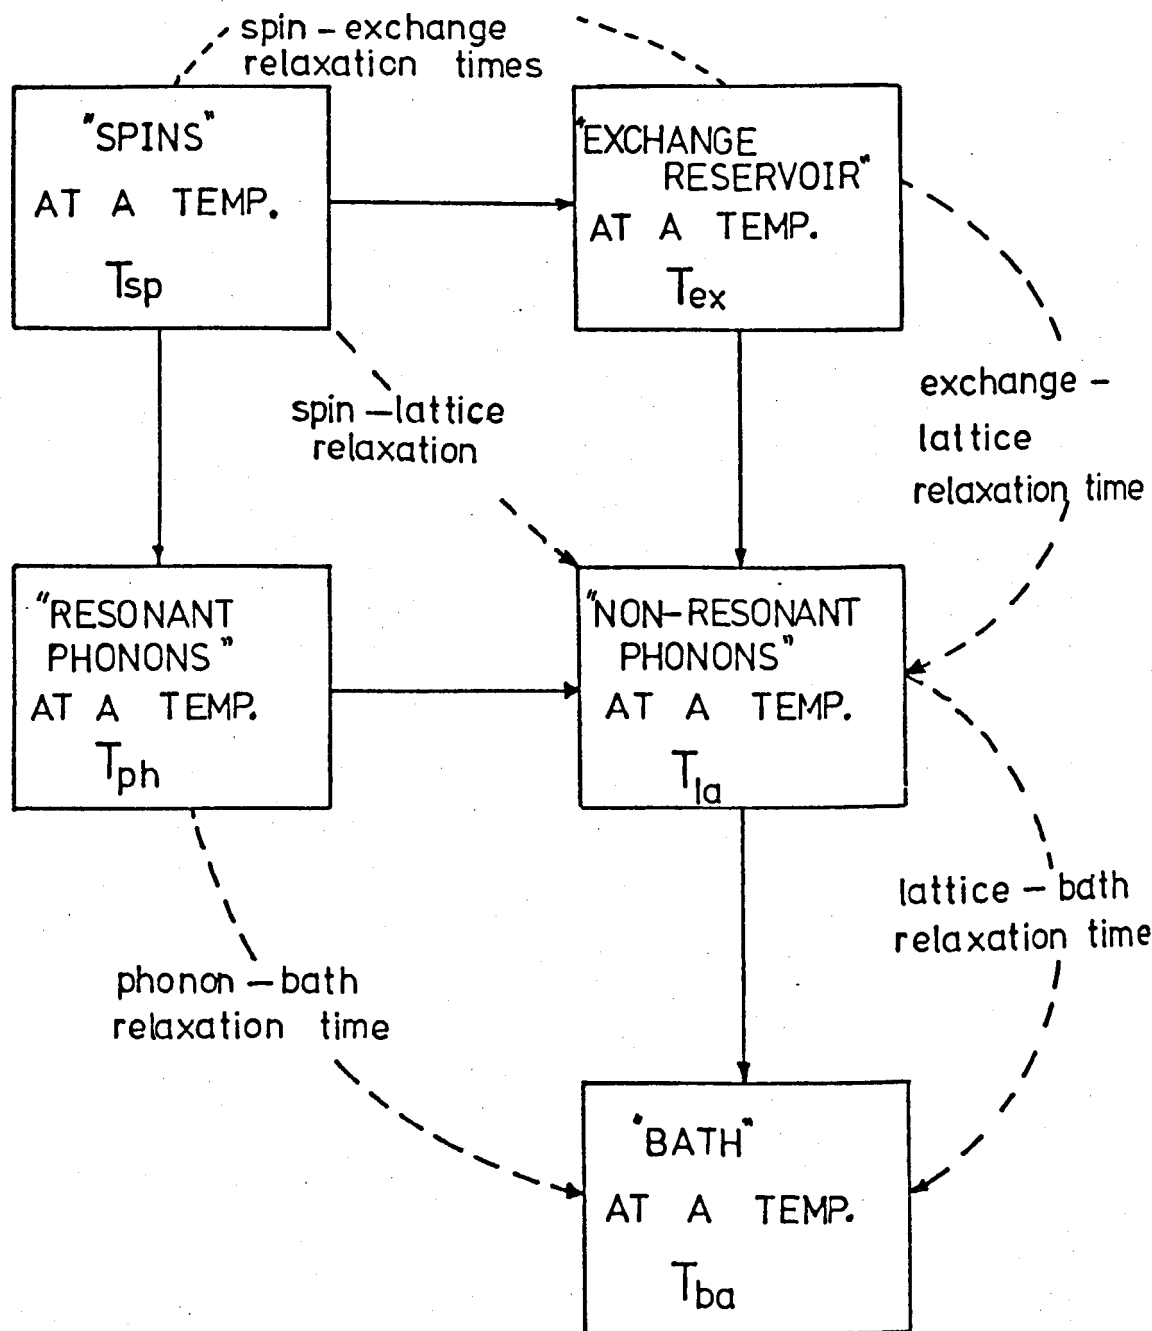 spin – exchange
relaxation times
"SPINS"
AT A TEMP.
Tsp
"EXCHANGE
RESERVOIR"
AT A TEMP.
Tex
spin – lattice
relaxation
exchange –
lattice
relaxation time
"RESONANT
PHONONS"
AT A TEMP.
Tph
"NON-RESONANT
PHONONS"
AT A TEMP.
Tla
phonon – bath
relaxation time
lattice – bath
relaxation time
"BATH"
AT A TEMP.
Tba